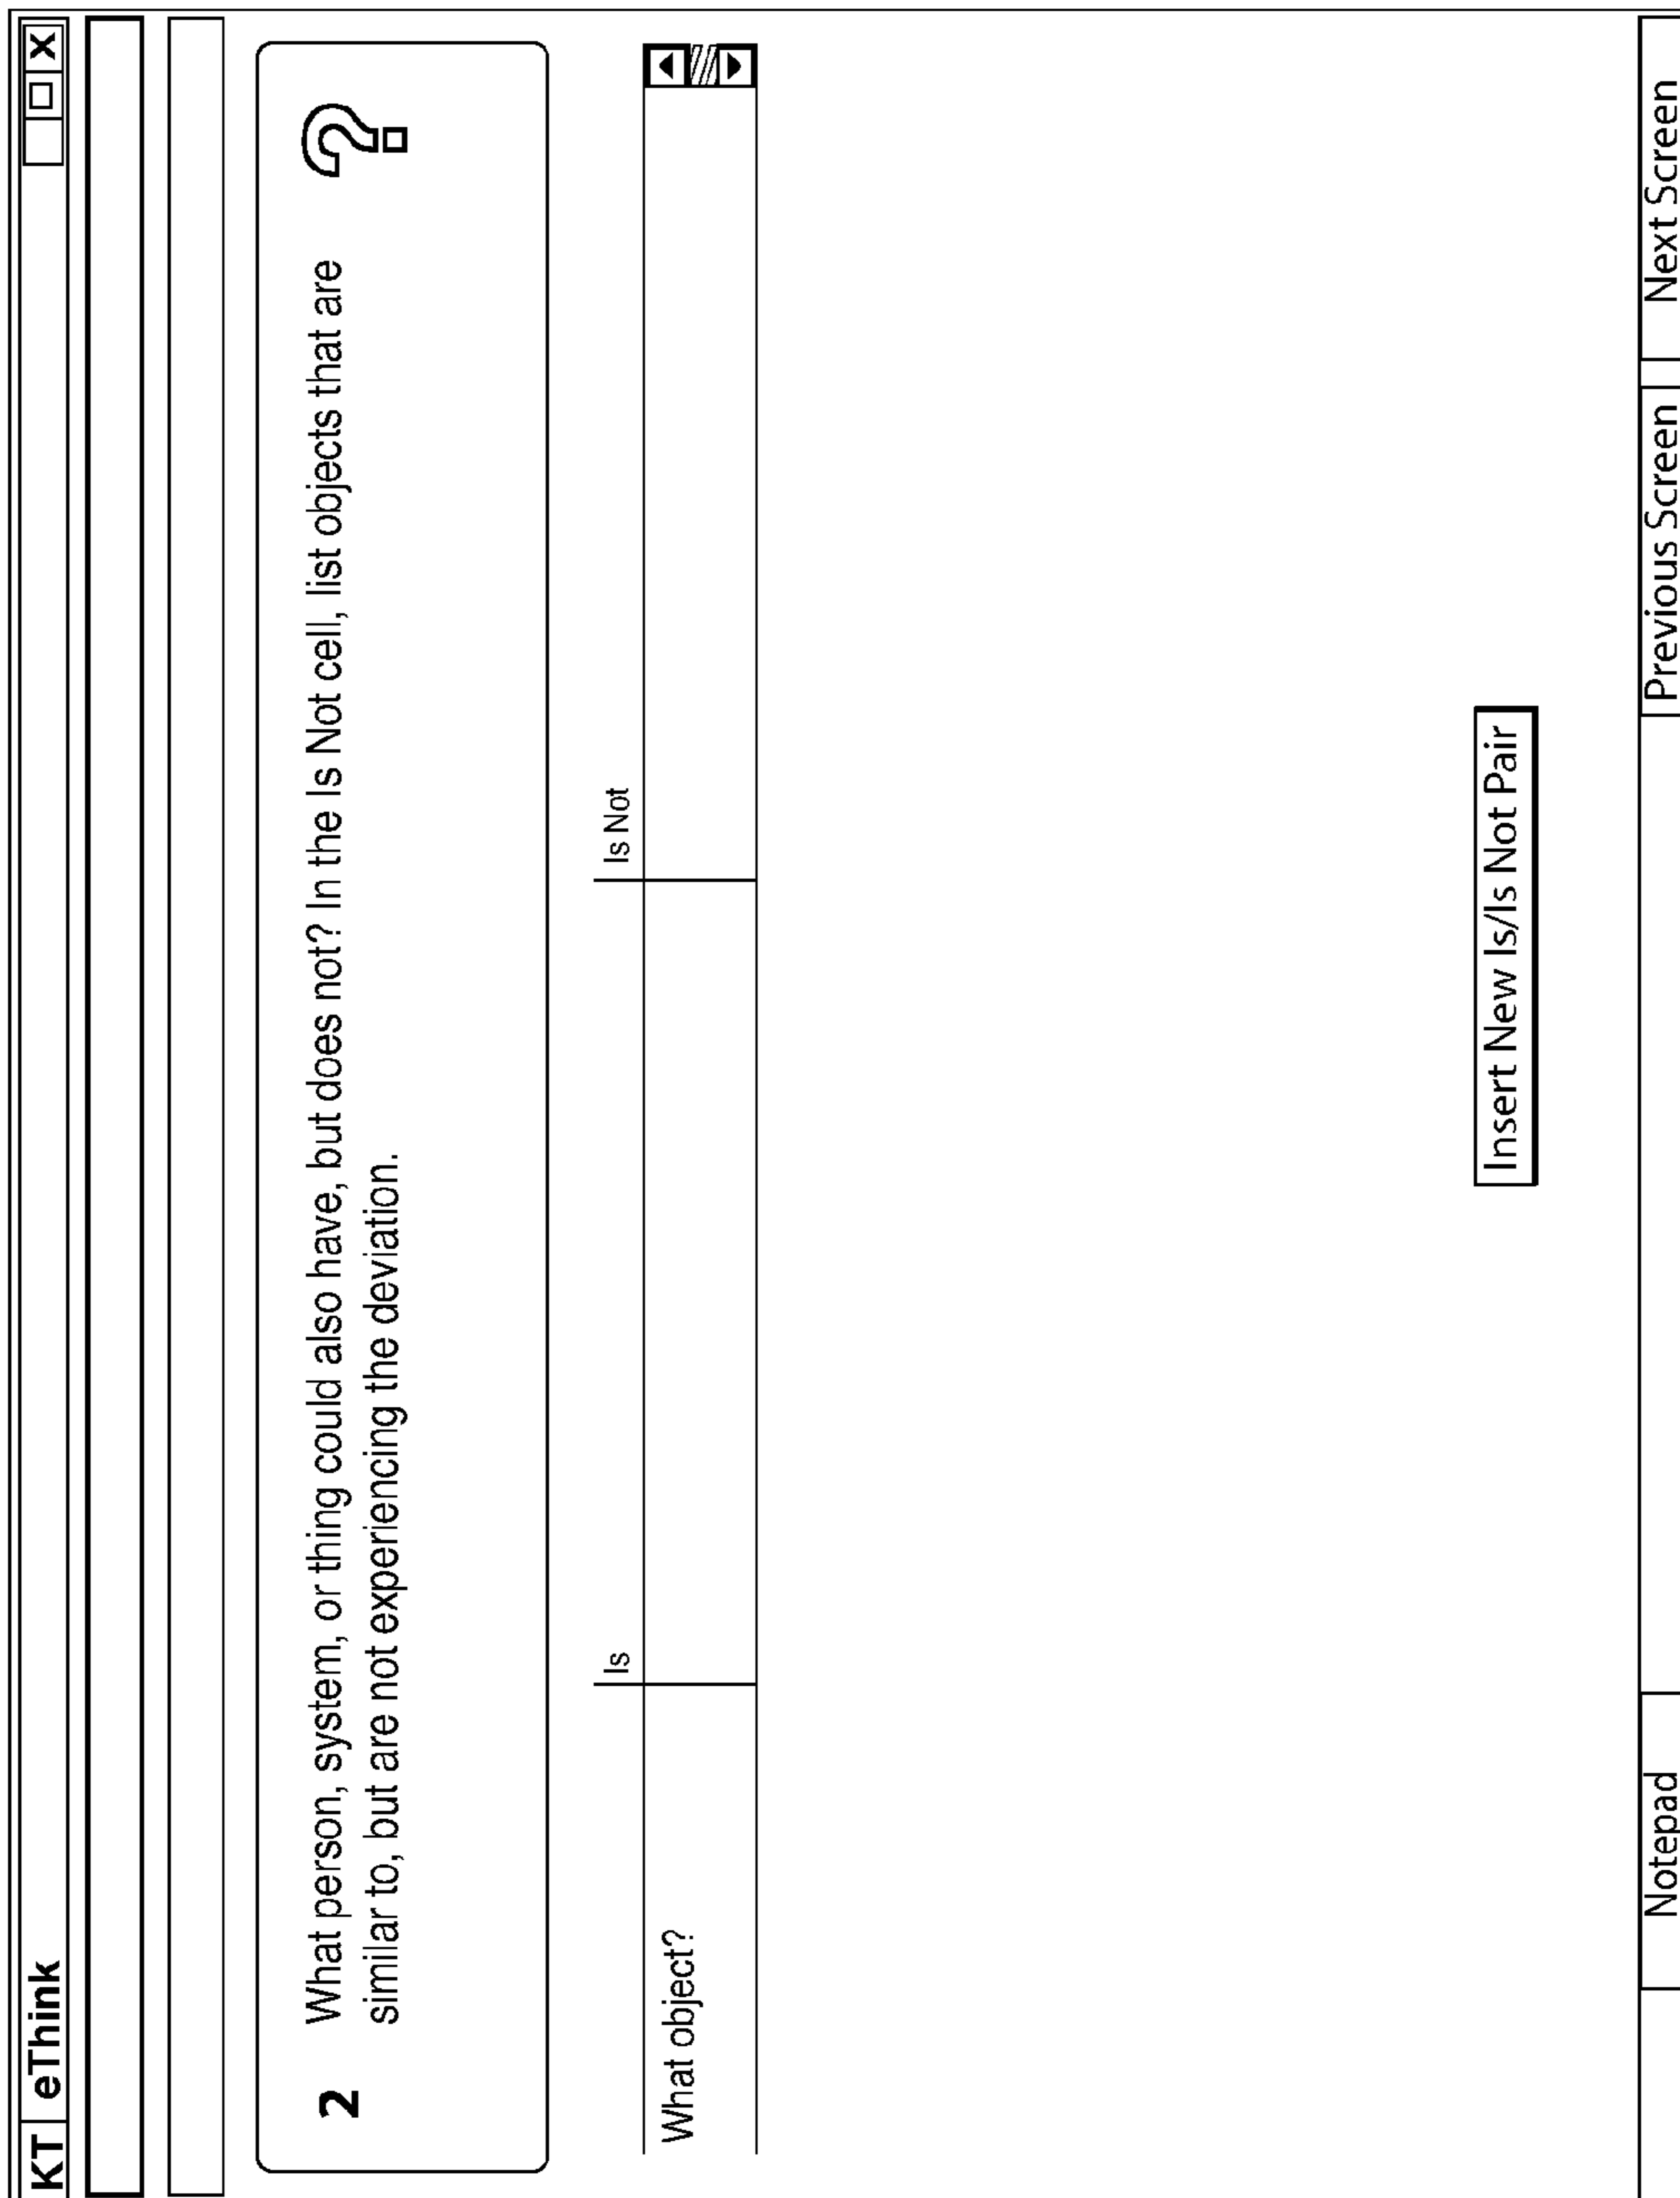 KT eThink X
2 What person, system, or thing could also have, but does not? In the Is Not cell, list objects that are ?
similar to, but are not experiencing the deviation.
Is Is Not
What object?
Insert New Is/Is Not Pair
Notepad Previous Screen Next Screen